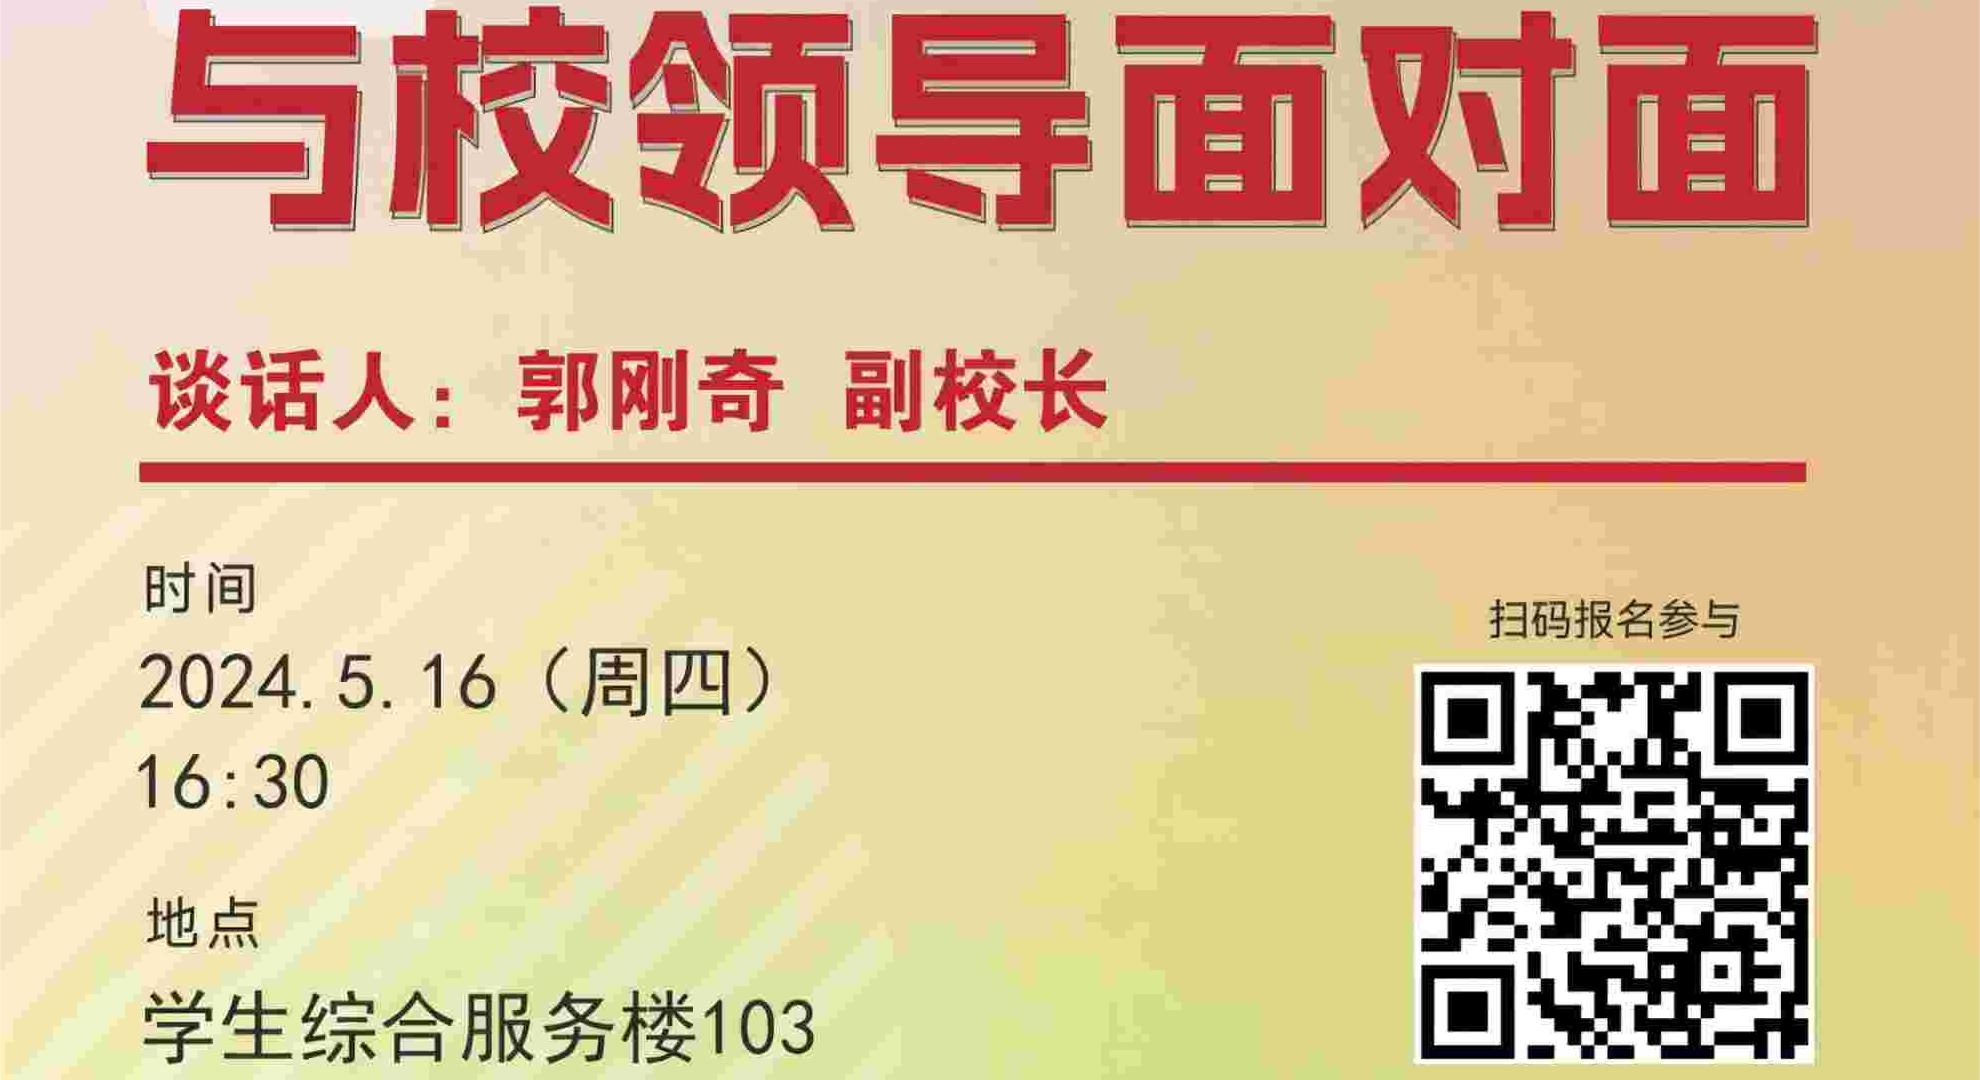 与校领导面对面
谈话人：郭刚奇 副校长
时间
2024.5.16（周四）
16:30
地点
学生综合服务楼103
扫码报名参与